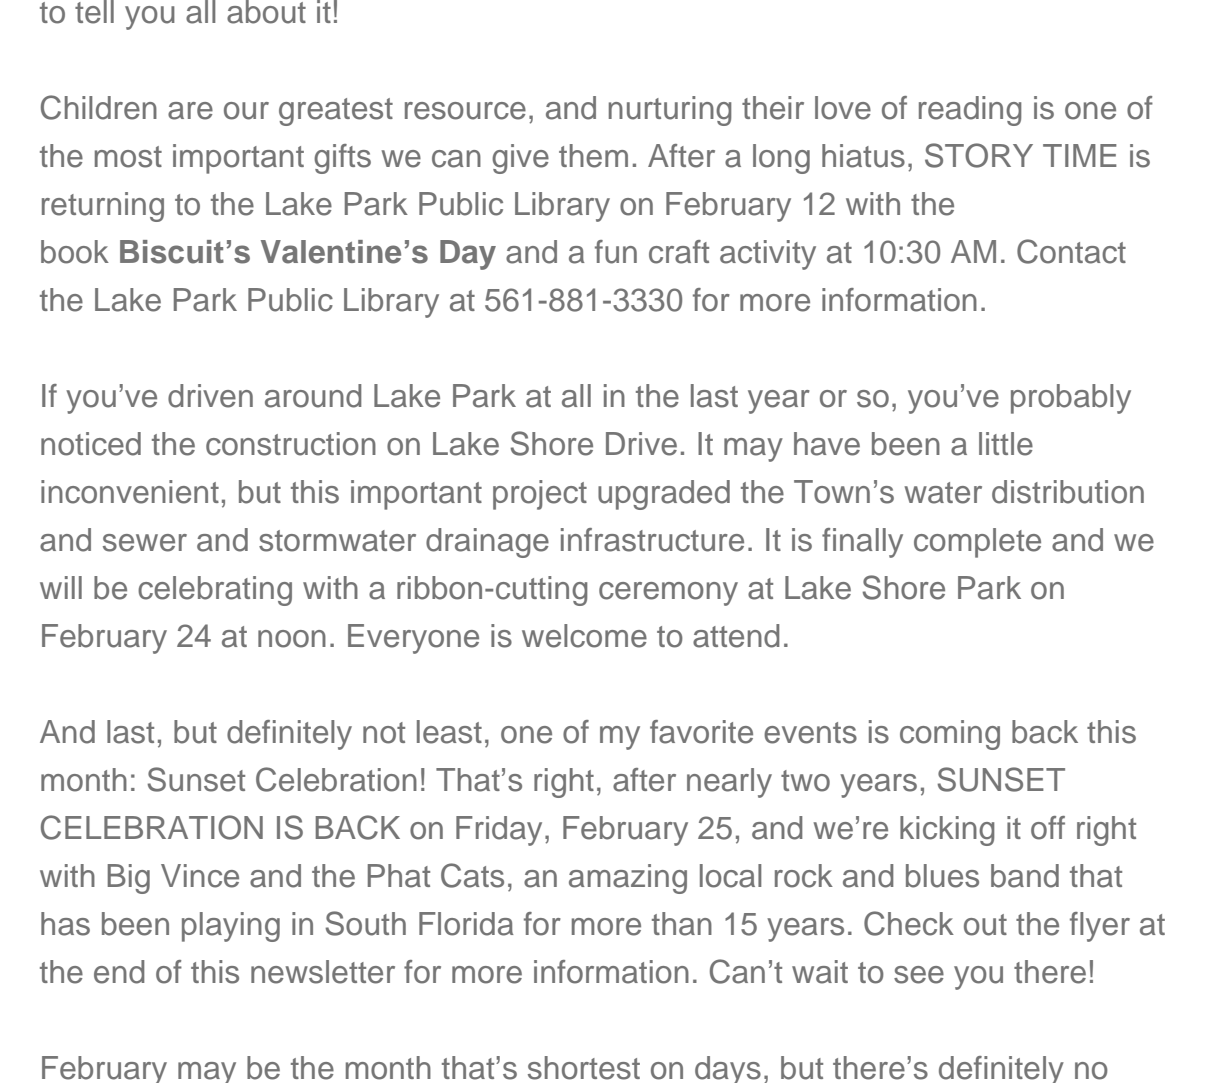 to tell you all about it!
Children are our greatest resource, and nurturing their love of reading is one of
the most important gifts we can give them. After a long hiatus, STORY TIME is
returning to the Lake Park Public Library on February 12 with the
book Biscuit’s Valentine’s Day and a fun craft activity at 10:30 AM. Contact
the Lake Park Public Library at 561-881-3330 for more information.
If you’ve driven around Lake Park at all in the last year or so, you’ve probably
noticed the construction on Lake Shore Drive. It may have been a little
inconvenient, but this important project upgraded the Town’s water distribution
and sewer and stormwater drainage infrastructure. It is finally complete and we
will be celebrating with a ribbon-cutting ceremony at Lake Shore Park on
February 24 at noon. Everyone is welcome to attend.
And last, but definitely not least, one of my favorite events is coming back this
month: Sunset Celebration! That’s right, after nearly two years, SUNSET
CELEBRATION IS BACK on Friday, February 25, and we’re kicking it off right
with Big Vince and the Phat Cats, an amazing local rock and blues band that
has been playing in South Florida for more than 15 years. Check out the flyer at
the end of this newsletter for more information. Can’t wait to see you there!
February may be the month that’s shortest on days, but there’s definitely no